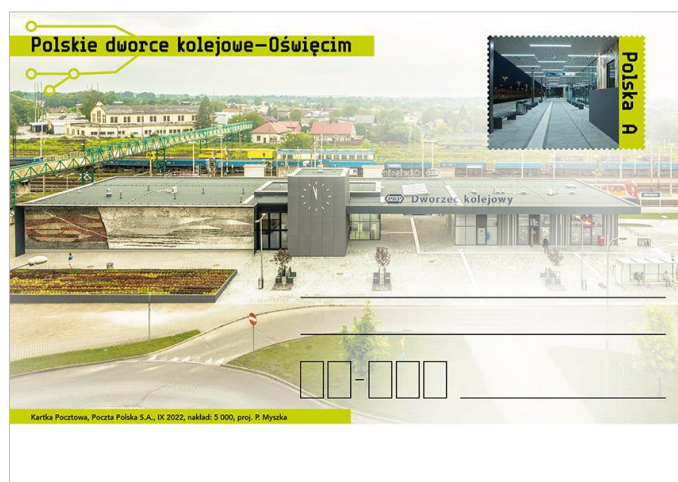 Polskie dworce kolejowe–Oświęcim
Polska A
PKP Dworzec kolejowy
Kartka Pocztowa, Poczta Polska S.A., IX 2022, nakład: 5 000, proj. P. Myszka